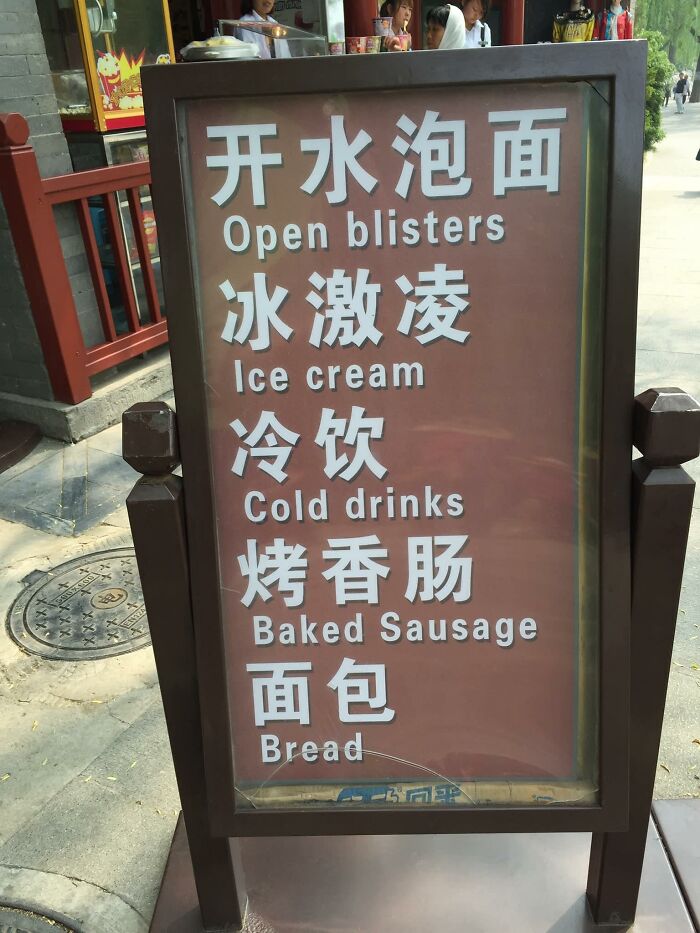 开水泡面
Open blisters
冰激凌
Ice cream
冷饮
Cold drinks
烤香肠
Baked Sausage
面包
Bread